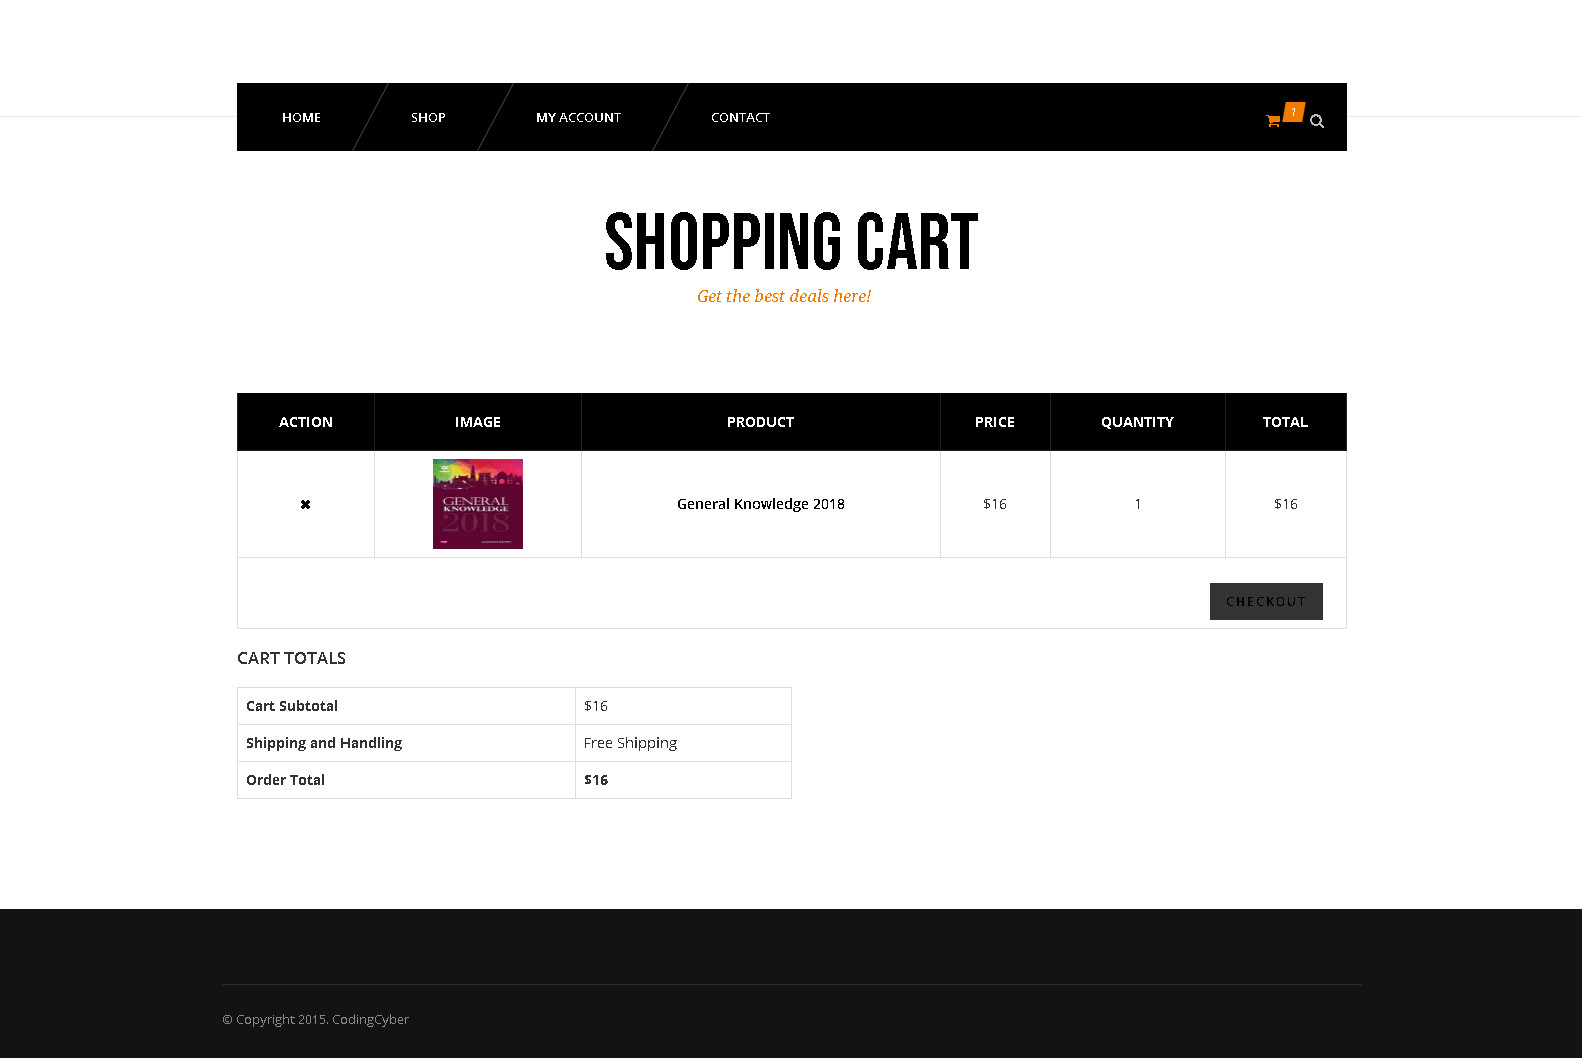 HOME SHOP MY ACCOUNT CONTACT 1
SHOPPING CART
Get the best deals here!
ACTION IMAGE PRODUCT PRICE QUANTITY TOTAL
GENERAL
KNOWLEDGE
2018
General Knowledge 2018 $16 1 $16
CHECKOUT
CART TOTALS
Cart Subtotal $16
Shipping and Handling Free Shipping
Order Total $16
© Copyright 2015. CodingCyber